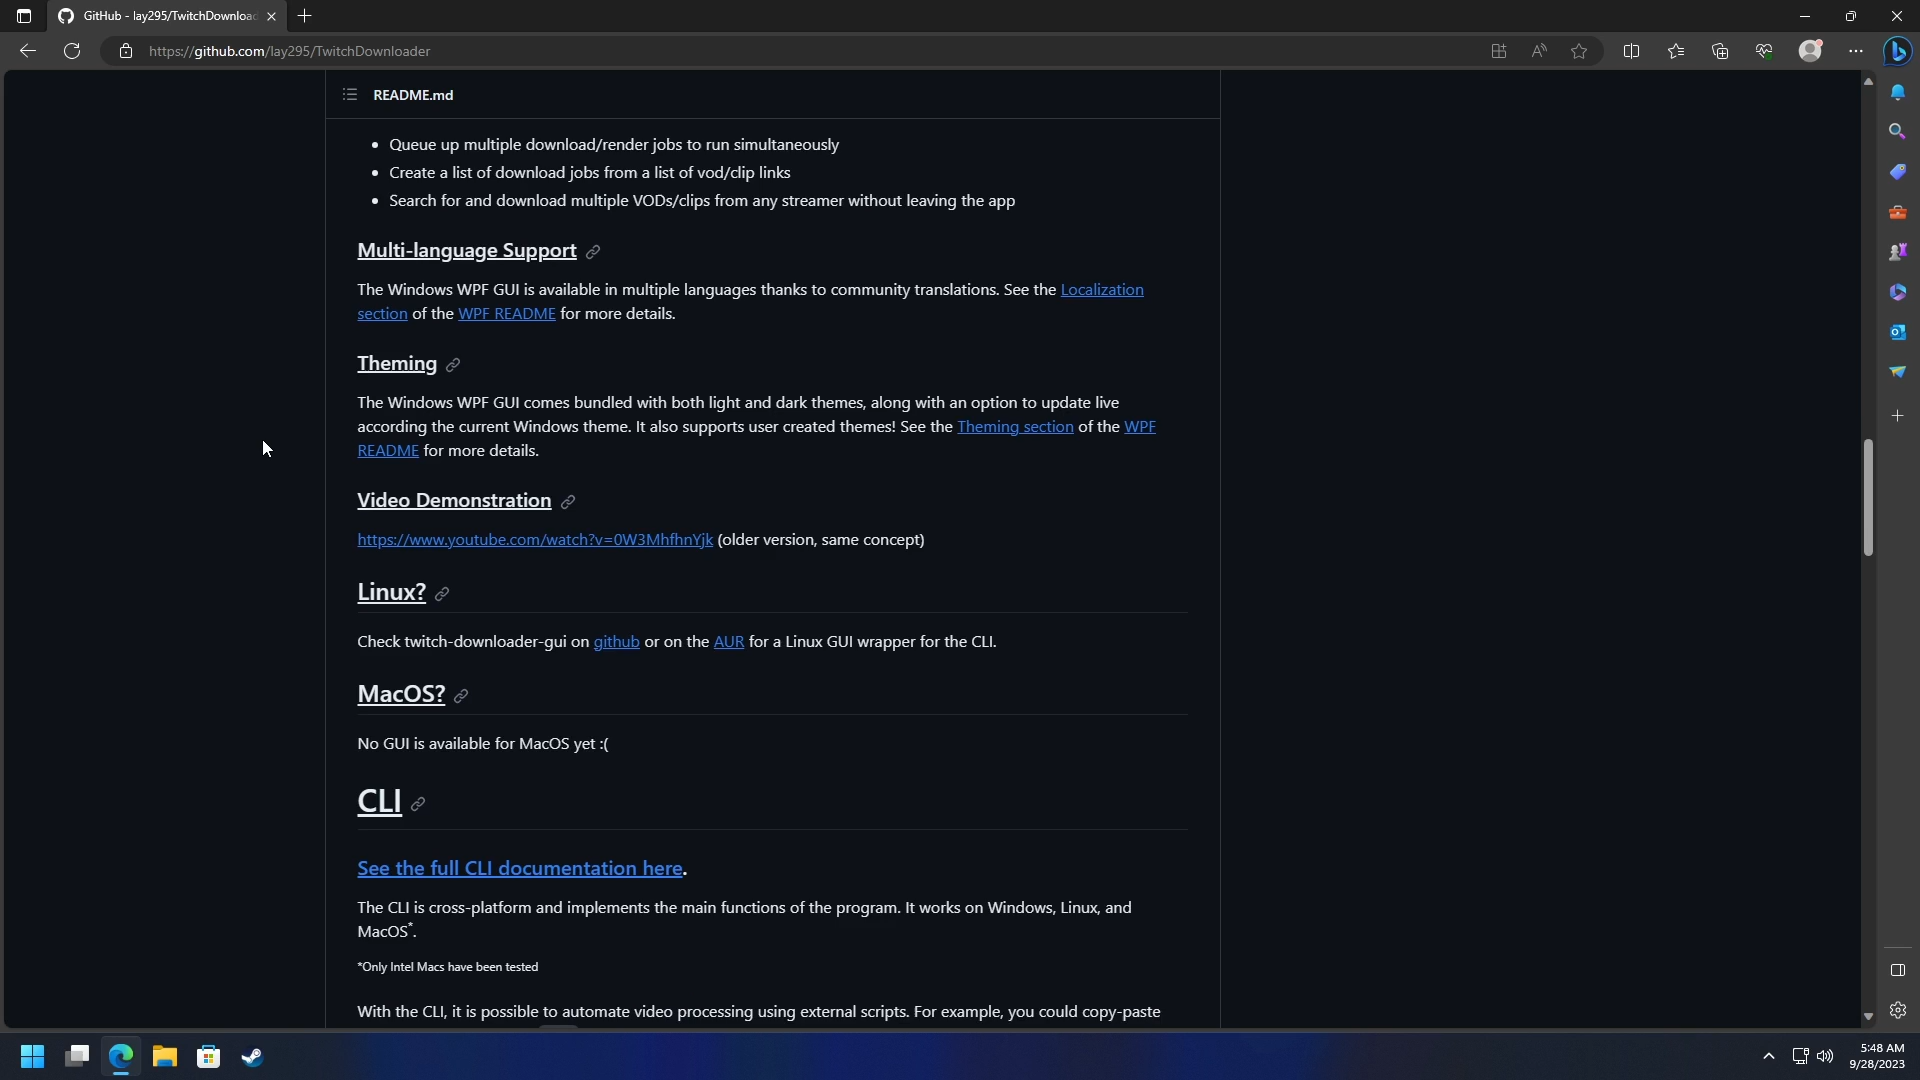 GitHub - lay295/TwitchDownload
https://github.com/lay295/TwitchDownloader
README.md
• Queue up multiple download/render jobs to run simultaneously
• Create a list of download jobs from a list of vod/clip links
• Search for and download multiple VODs/clips from any streamer without leaving the app
Multi-language Support
The Windows WPF GUI is available in multiple languages thanks to community translations. See the Localization
section of the WPF README for more details.
Theming
The Windows WPF GUI comes bundled with both light and dark themes, along with an option to update live
according the current Windows theme. It also supports user created themes! See the Theming section of the WPF
README for more details.
Video Demonstration
https://www.youtube.com/watch?v=0W3MhfhnYjk (older version, same concept)
Linux?
Check twitch-downloader-gui on github or on the AUR for a Linux GUI wrapper for the CLI.
MacOS?
No GUI is available for MacOS yet :(
CLI
See the full CLI documentation here.
The CLI is cross-platform and implements the main functions of the program. It works on Windows, Linux, and
MacOS*.
*Only Intel Macs have been tested
With the CLI, it is possible to automate video processing using external scripts. For example, you could copy-paste
5:48 AM
9/28/2023